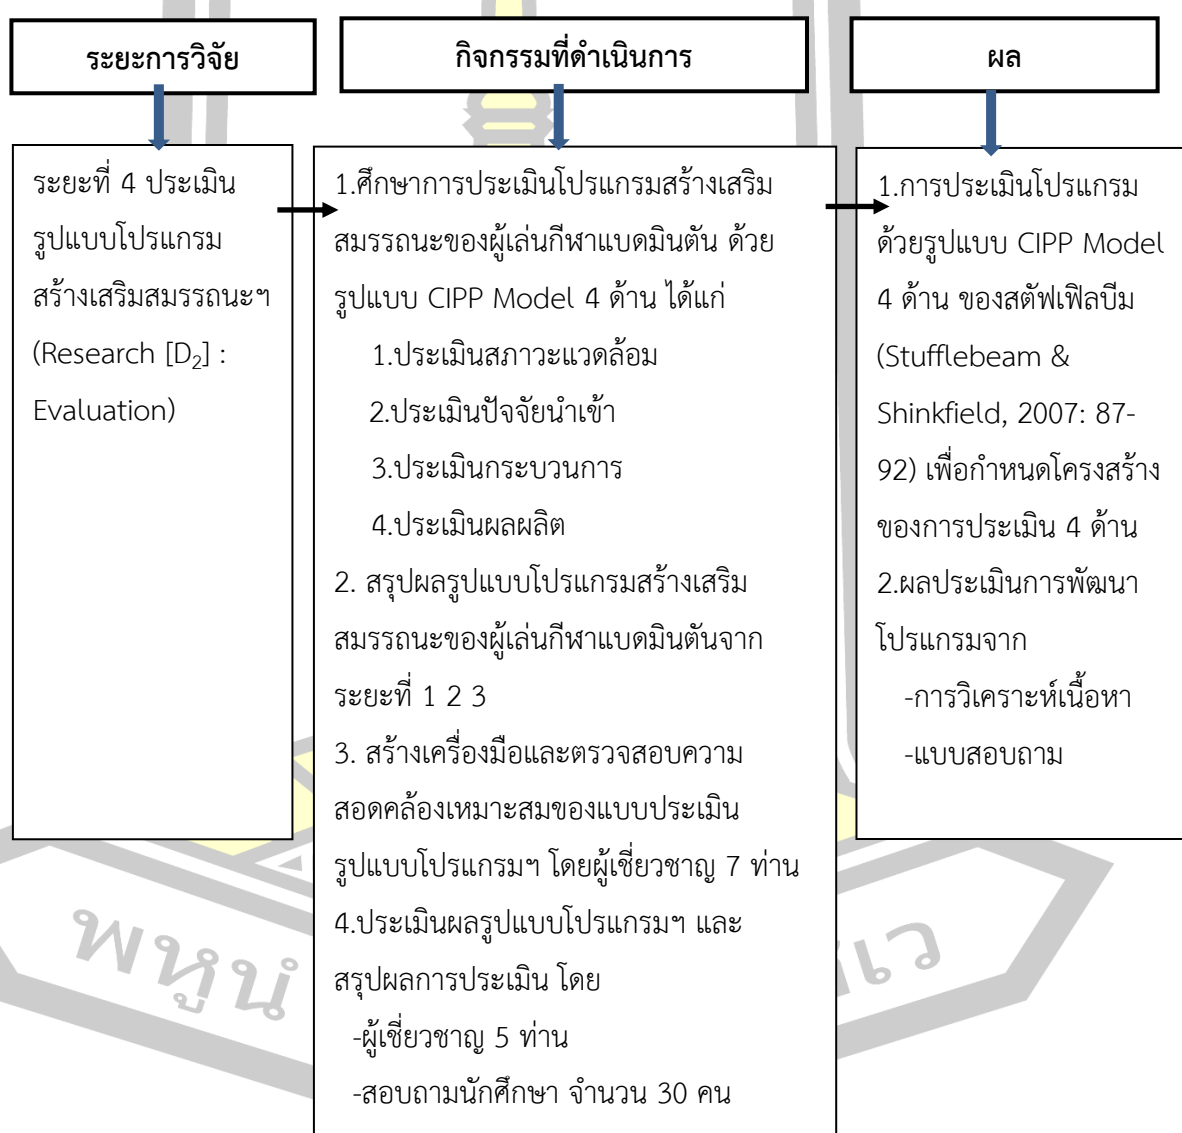 ระยะการวิจัย
กิจกรรมที่ดำเนินการ
ผล
ระยะที่ 4 ประเมิน
รูปแบบโปรแกรม
สร้างเสริมสมรรถนะฯ
(Research [D₂] :
Evaluation)
1.ศึกษาการประเมินโปรแกรมสร้างเสริม
สมรรถนะของผู้เล่นกีฬาแบดมินตัน ด้วย
รูปแบบ CIPP Model 4 ด้าน ได้แก่
1.ประเมินสภาวะแวดล้อม
2.ประเมินปัจจัยนำเข้า
3.ประเมินกระบวนการ
4.ประเมินผลผลิต
2. สรุปผลรูปแบบโปรแกรมสร้างเสริม
สมรรถนะของผู้เล่นกีฬาแบดมินตันจาก
ระยะที่ 1 2 3
3. สร้างเครื่องมือและตรวจสอบความ
สอดคล้องเหมาะสมของแบบประเมิน
รูปแบบโปรแกรมฯ โดยผู้เชี่ยวชาญ 7 ท่าน
4.ประเมินผลรูปแบบโปรแกรมฯ และ
สรุปผลการประเมิน โดย
-ผู้เชี่ยวชาญ 5 ท่าน
-สอบถามนักศึกษา จำนวน 30 คน
1.การประเมินโปรแกรม
ด้วยรูปแบบ CIPP Model
4 ด้าน ของสตัฟเฟิลบีม
(Stufflebeam &
Shinkfield, 2007: 87-
92) เพื่อกำหนดโครงสร้าง
ของการประเมิน 4 ด้าน
2.ผลประเมินการพัฒนา
โปรแกรมจาก
-การวิเคราะห์เนื้อหา
-แบบสอบถาม
พหูนํ